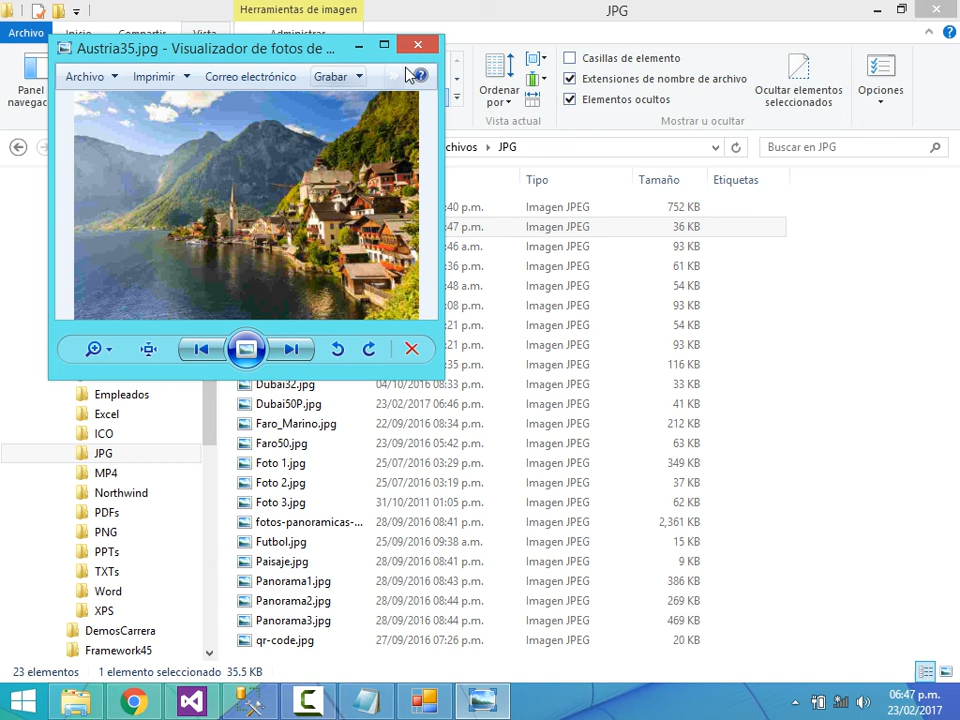 Herramientas de imagen
JPG
Archivo
Vista
Austria35.jpg - Visualizador de fotos de ...
Archivo Imprimir Correo electrónico Grabar
Panel
Ordenar
por
Casillas de elemento
Extensiones de nombre de archivo
Elementos ocultos
Ocultar elementos
seleccionados
Opciones
Vista actual
Mostrar u ocultar
JPG
Buscar en JPG
Tipo Tamaño Etiquetas
:40 p.m. Imagen JPEG 752 KB
:47 p.m. Imagen JPEG 36 KB
:46 a.m. Imagen JPEG 93 KB
:36 p.m. Imagen JPEG 61 KB
:48 a.m. Imagen JPEG 54 KB
:08 p.m. Imagen JPEG 93 KB
:21 p.m. Imagen JPEG 54 KB
:21 p.m. Imagen JPEG 93 KB
:35 p.m. Imagen JPEG 116 KB
Dubai32.jpg 04/10/2016 08:33 p.m. Imagen JPEG 33 KB
Dubai50P.jpg 23/02/2017 06:46 p.m. Imagen JPEG 41 KB
Faro_Marino.jpg 22/09/2016 08:34 p.m. Imagen JPEG 212 KB
Faro50.jpg 23/09/2016 05:42 p.m. Imagen JPEG 63 KB
Foto 1.jpg 25/07/2016 03:29 p.m. Imagen JPEG 349 KB
Foto 2.jpg 25/07/2016 03:19 p.m. Imagen JPEG 37 KB
Foto 3.jpg 31/10/2011 01:05 p.m. Imagen JPEG 62 KB
fotos-panoramicas-... 28/09/2016 08:41 p.m. Imagen JPEG 2,361 KB
Futbol.jpg 25/09/2016 09:38 a.m. Imagen JPEG 15 KB
Paisaje.jpg 28/09/2016 08:41 p.m. Imagen JPEG 9 KB
Panorama1.jpg 28/09/2016 08:43 p.m. Imagen JPEG 386 KB
Panorama2.jpg 28/09/2016 08:44 p.m. Imagen JPEG 269 KB
Panorama3.jpg 28/09/2016 08:44 p.m. Imagen JPEG 469 KB
qr-code.jpg 27/09/2016 07:26 p.m. Imagen JPEG 20 KB
Empleados
Excel
ICO
JPG
MP4
Northwind
PDFs
PNG
PPTs
TXTs
Word
XPS
DemosCarrera
Framework45
23 elementos 1 elemento seleccionado 35.5 KB
06:47 p.m.
23/02/2017